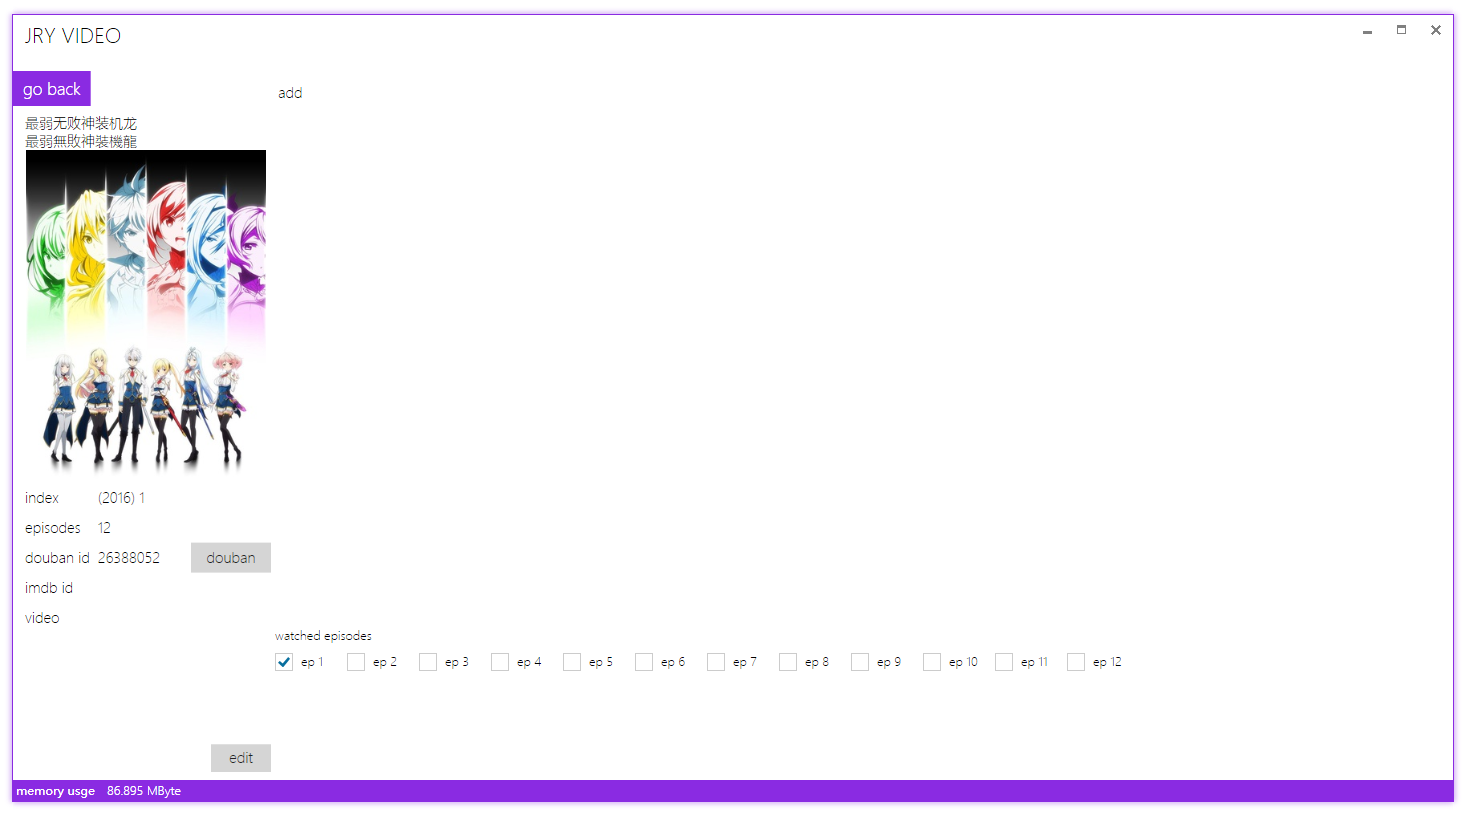 JRY VIDEO
go back
add
最弱无败神装机龙
最弱無敗神裝機龍
index (2016) 1
episodes 12
douban id 26388052 douban
imdb id
video
watched episodes
ep 1 ep 2 ep 3 ep 4 ep 5 ep 6 ep 7 ep 8 ep 9 ep 10 ep 11 ep 12
edit
memory usge 86.895 MByte